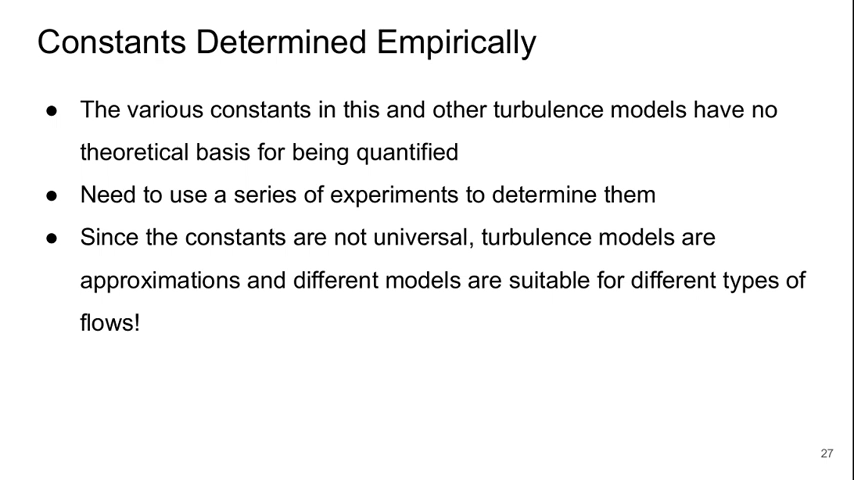 Constants Determined Empirically
● The various constants in this and other turbulence models have no
theoretical basis for being quantified
● Need to use a series of experiments to determine them
● Since the constants are not universal, turbulence models are
approximations and different models are suitable for different types of
flows!
27